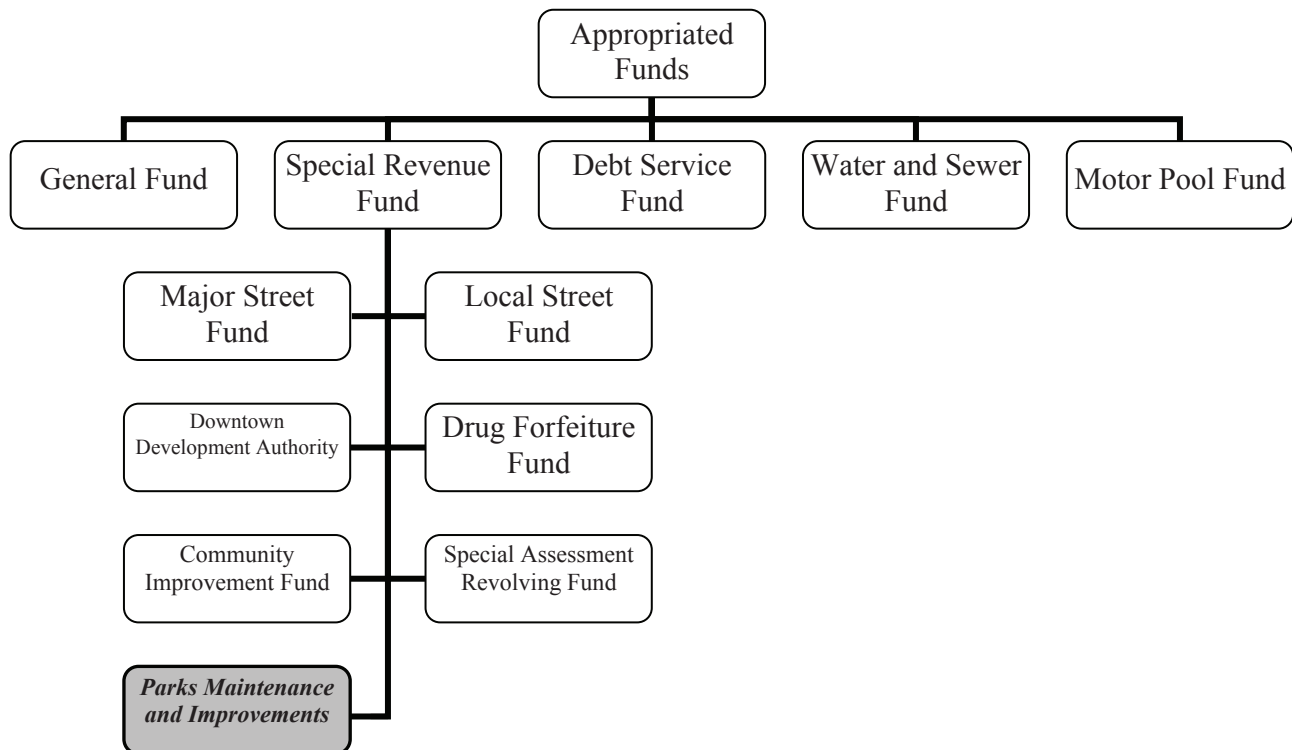 Appropriated
Funds
General Fund
Special Revenue
Fund
Debt Service
Fund
Water and Sewer
Fund
Motor Pool Fund
Major Street
Fund
Local Street
Fund
Downtown
Development Authority
Drug Forfeiture
Fund
Community
Improvement Fund
Special Assessment
Revolving Fund
Parks Maintenance
and Improvements